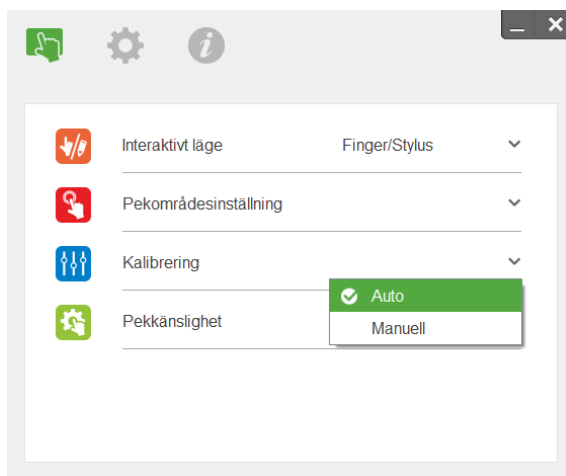 Interaktivt läge Finger/Stylus
Pekområdesinställning
Kalibrering
Auto
Pekkänslighet
Manuell